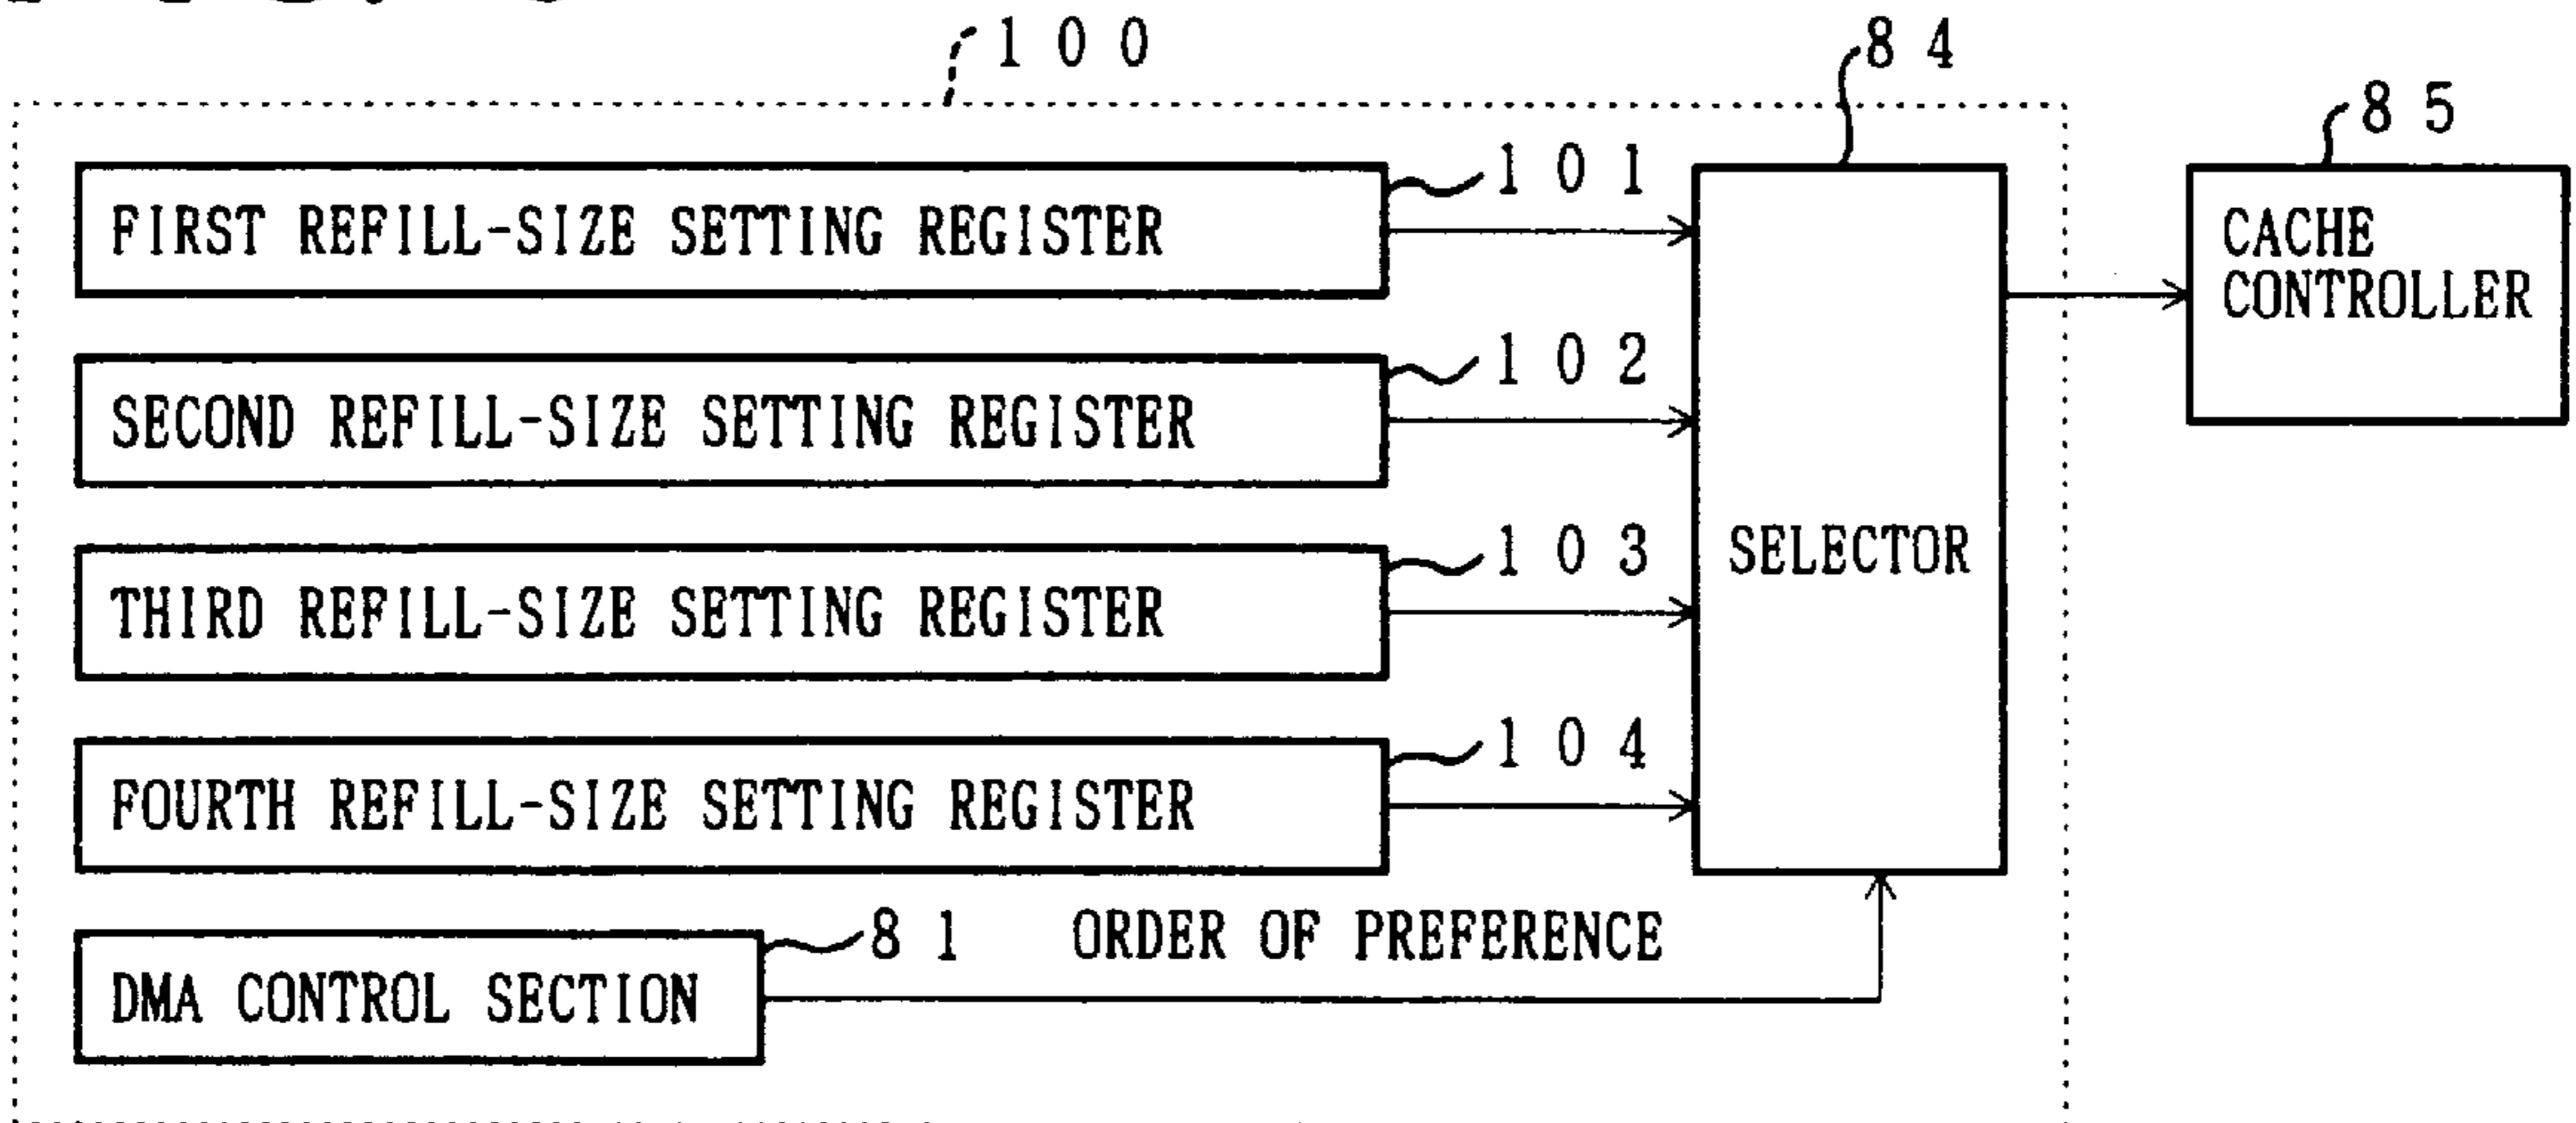 100
84
85
101
FIRST REFILL-SIZE SETTING REGISTER
CACHE
CONTROLLER
102
SECOND REFILL-SIZE SETTING REGISTER
103
THIRD REFILL-SIZE SETTING REGISTER
SELECTOR
104
FOURTH REFILL-SIZE SETTING REGISTER
81
ORDER OF PREFERENCE
DMA CONTROL SECTION